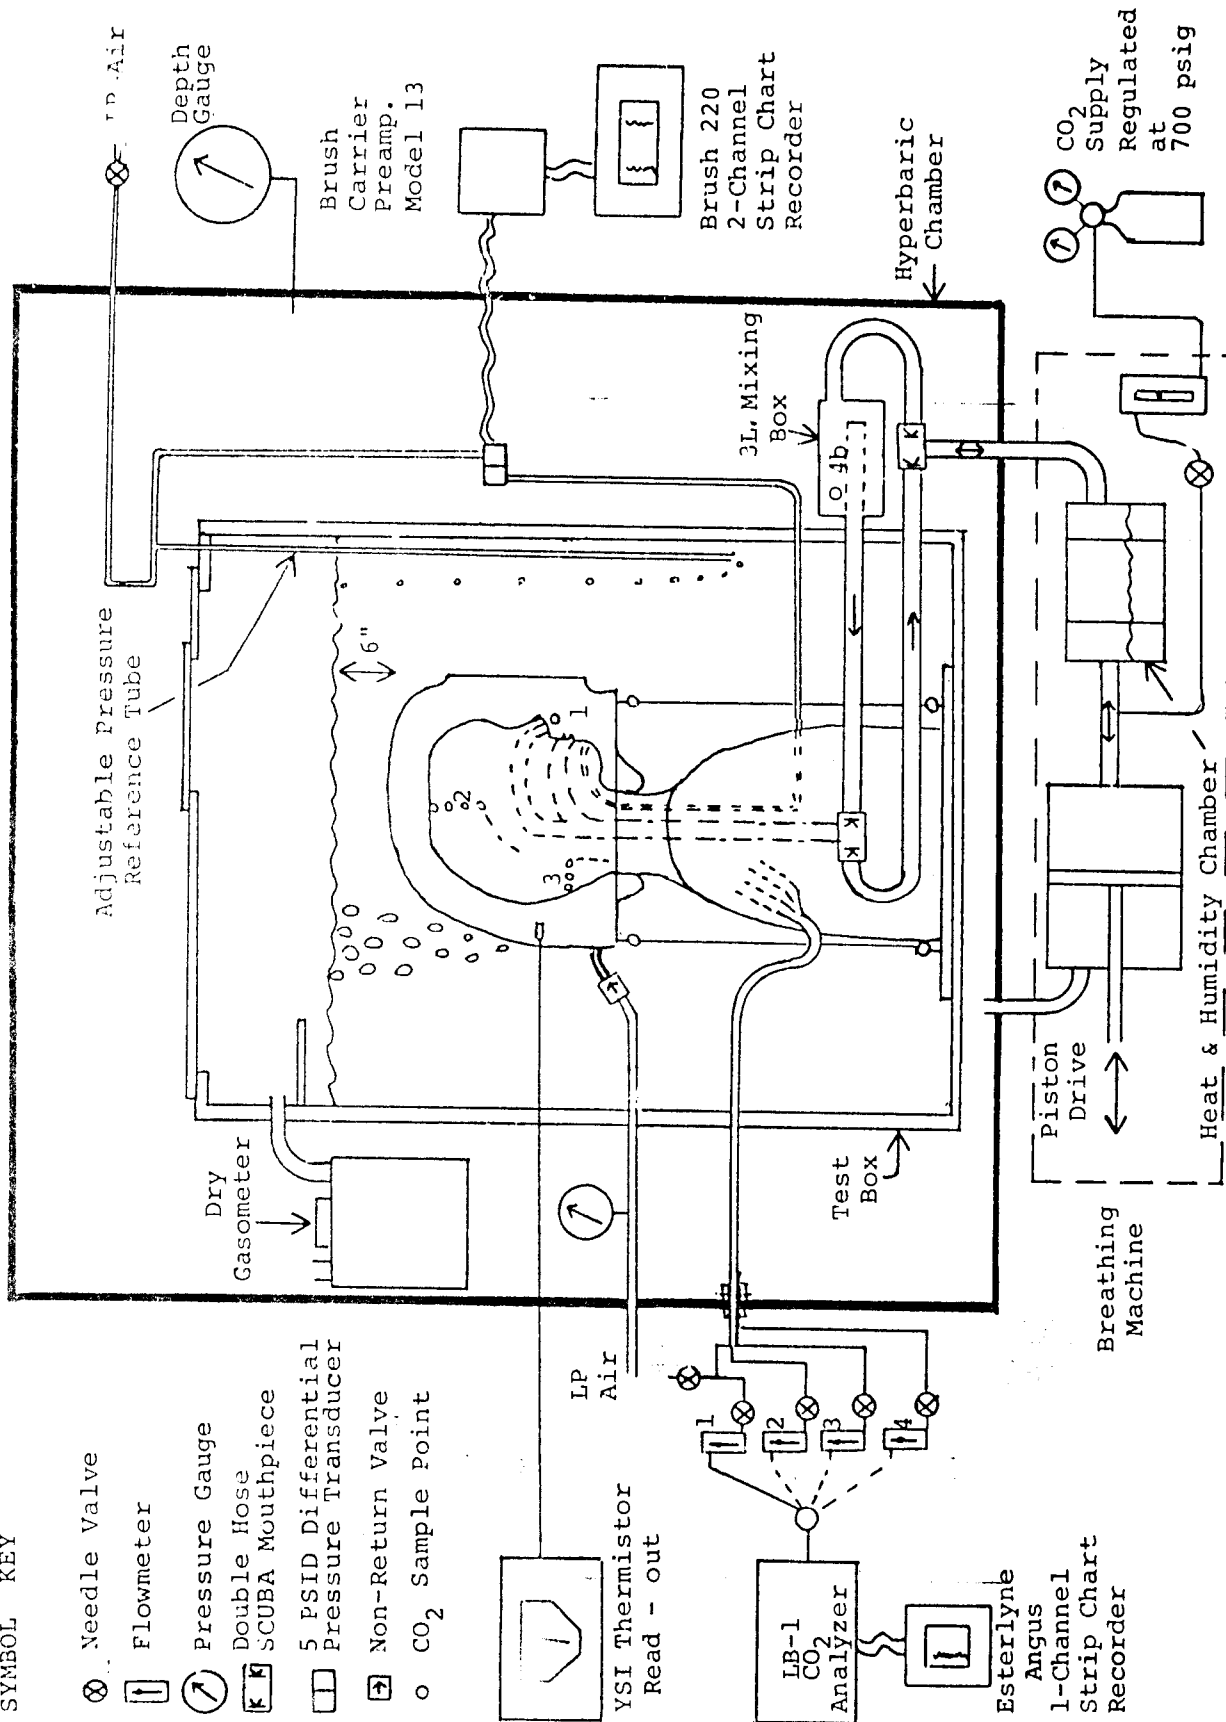 SYMBOL KEY
Needle Valve
Flowmeter
Pressure Gauge
Double Hose
SCUBA Mouthpiece
5 PSID Differential
Pressure Transducer
Non-Return Valve
CO2 Sample Point
Dry
Gasometer
Adjustable Pressure
Reference Tube
Air
Depth
Gauge
Brush
Carrier
Preamp.
Model 13
Brush 220
2-Channel
Strip Chart
Recorder
Hyperbaric
Chamber
6"
1
2
3
3L. Mixing
Box
4b
K K
K K
YSI Thermistor
Read - out
LP
Air
1
2
3
4
LB-1
CO2
Analyzer
Esterlyne
Angus
1-Channel
Strip Chart
Recorder
Test
Box
Breathing
Machine
Piston
Drive
Heat & Humidity Chamber
CO2
Supply
Regulated
at
700 psig